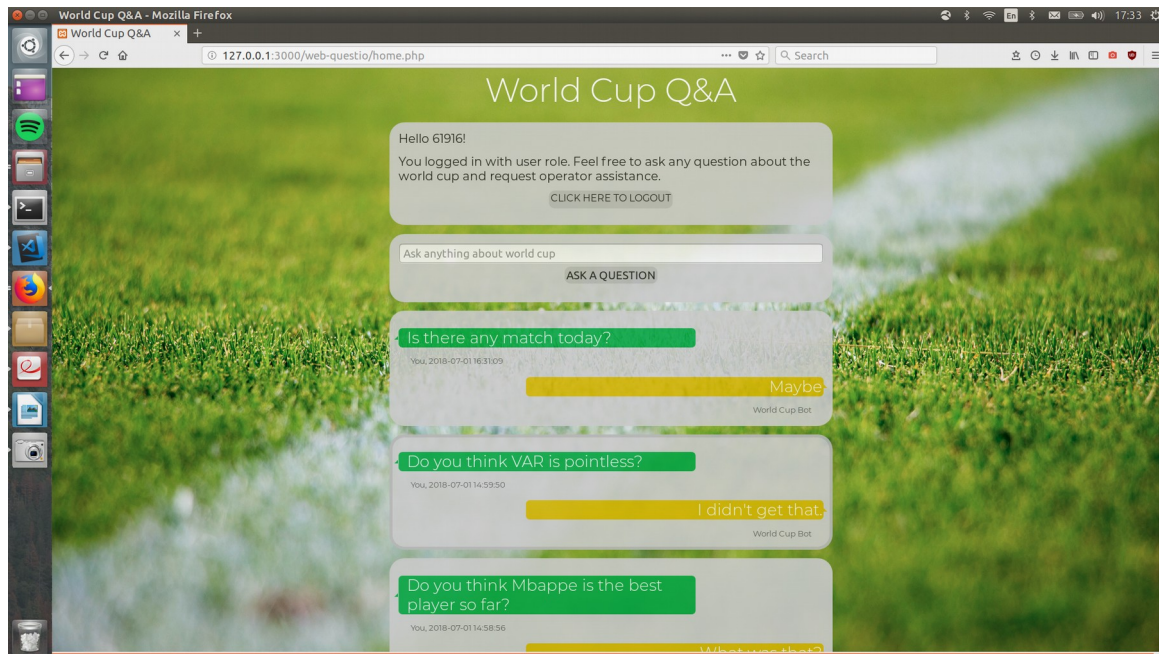 World Cup Q&A - Mozilla Firefox
En
17:33
World Cup Q&A
127.0.0.1:3000/web-questio/home.php
Search
World Cup Q&A
Hello 61916!
You logged in with user role. Feel free to ask any question about the
world cup and request operator assistance.
CLICK HERE TO LOGOUT
Ask anything about world cup
ASK A QUESTION
Is there any match today?
You, 2018-07-01 16:31:09
Maybe
World Cup Bot
Do you think VAR is pointless?
You, 2018-07-01 14:59:50
I didn't get that.
World Cup Bot
Do you think Mbappe is the best
player so far?
You, 2018-07-01 14:58:56
What was that?